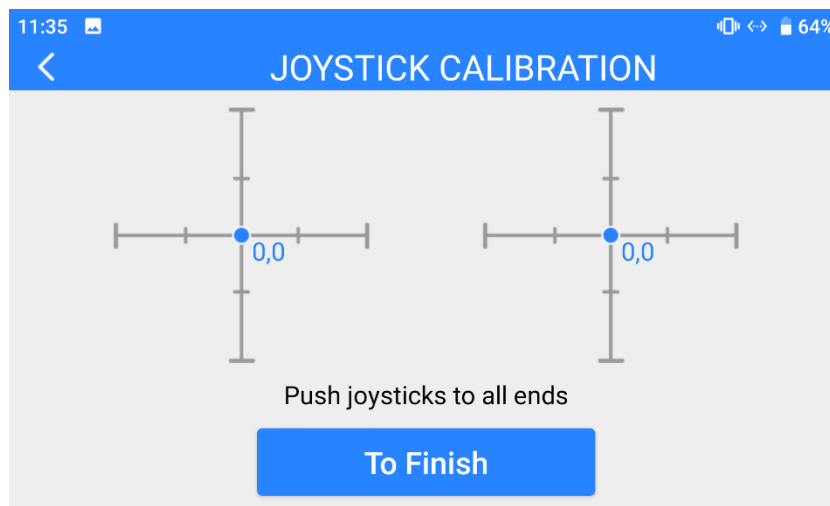 11:35 64%
JOYSTICK CALIBRATION
0,0 0,0
Push joysticks to all ends
To Finish